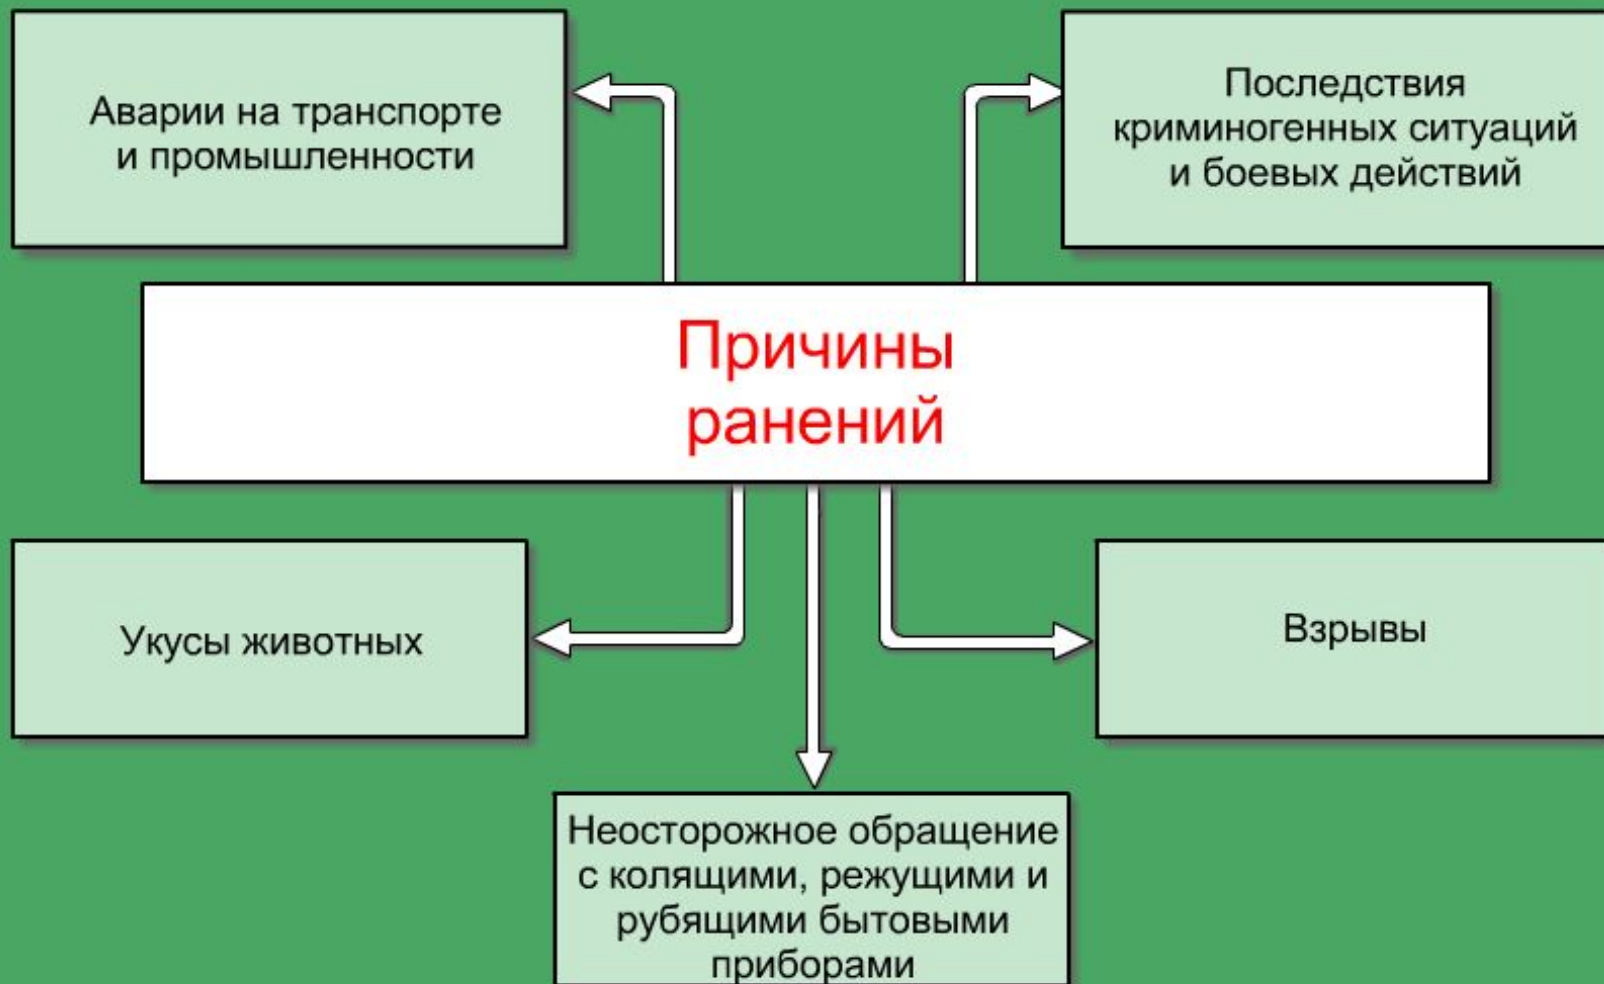 Аварии на транспорте
и промышленности
Последствия
криминогенных ситуаций
и боевых действий
Причины
ранений
Укусы животных
Взрывы
Неосторожное обращение
с колящими, режущими и
рубящими бытовыми
приборами